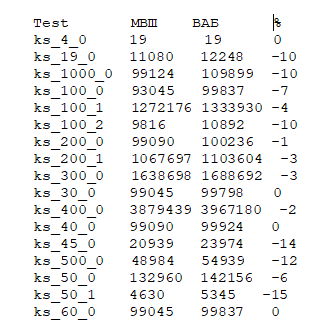 Test МВШ ВАБ %
ks_4_0 19 19 0
ks_19_0 11080 12248 -10
ks_1000_0 99124 109899 -10
ks_100_0 93045 99837 -7
ks_100_1 1272176 1333930 -4
ks_100_2 9816 10892 -10
ks_200_0 99090 100236 -1
ks_200_1 1067697 1103604 -3
ks_300_0 1638698 1688692 -3
ks_30_0 99045 99798 0
ks_400_0 3879439 3967180 -2
ks_40_0 99090 99924 0
ks_45_0 20939 23974 -14
ks_500_0 48984 54939 -12
ks_50_0 132960 142156 -6
ks_50_1 4630 5345 -15
ks_60_0 99045 99837 0